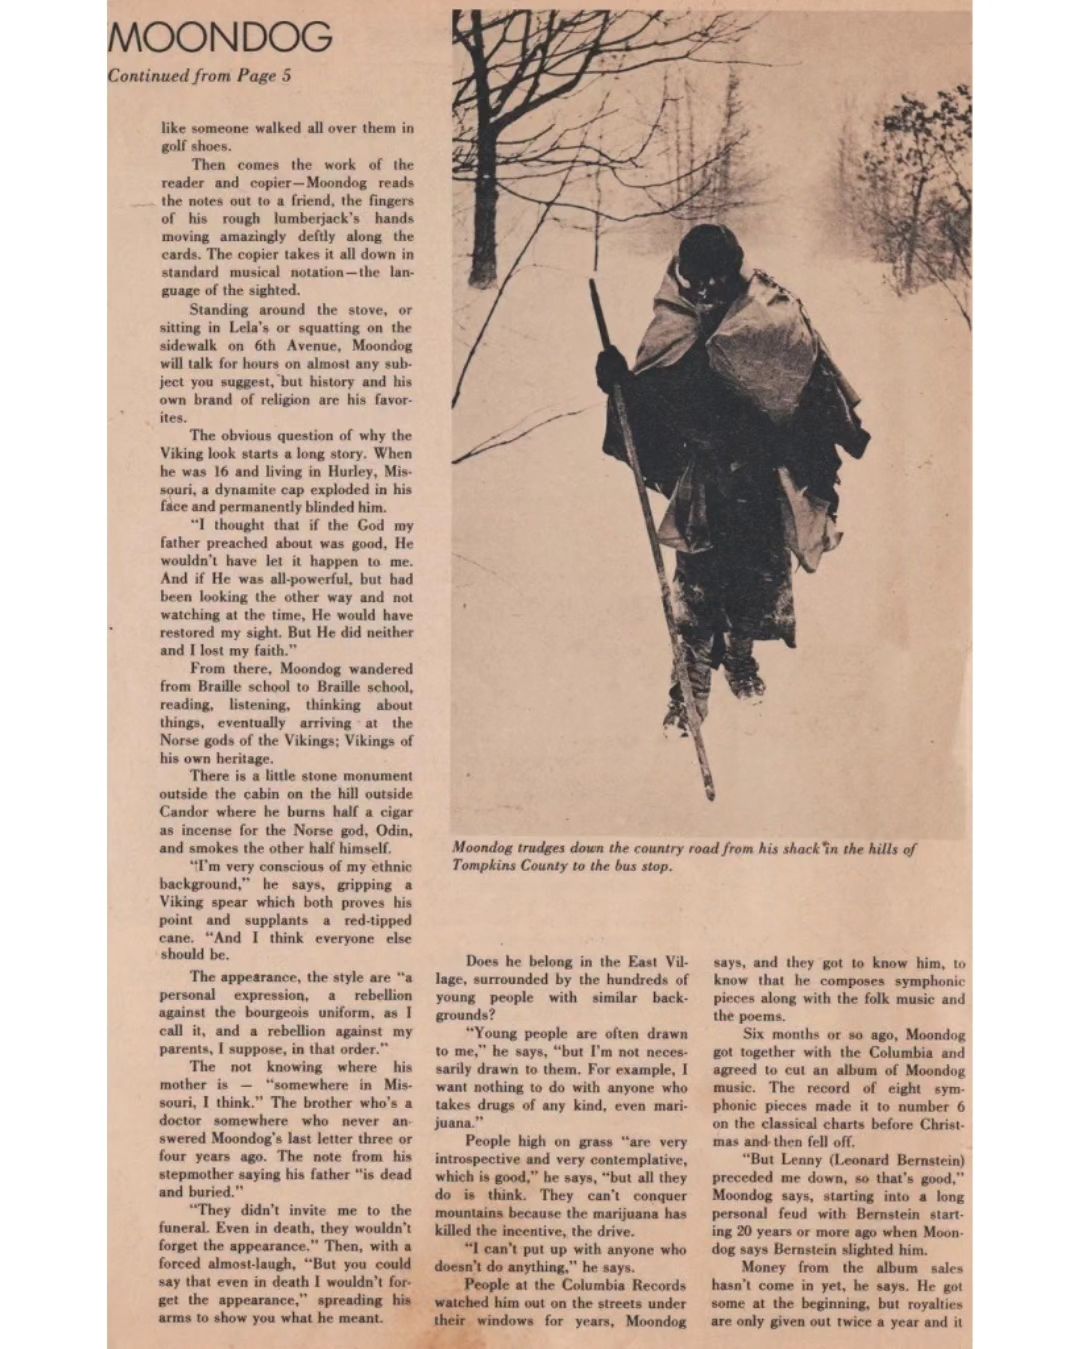 MOONDOG
Continued from Page 5
like someone walked all over them in
golf shoes.
Then comes the work of the
reader and copier—Moondog reads
the notes out to a friend, the fingers
of his rough lumberjack's hands
moving amazingly deftly along the
cards. The copier takes it all down in
standard musical notation—the lan-
guage of the sighted.
Standing around the stove, or
sitting in Lela's or squatting on the
sidewalk on 6th Avenue, Moondog
will talk for hours on almost any sub-
ject you suggest, but history and his
own brand of religion are his favor-
ites.
The obvious question of why the
Viking look starts a long story. When
he was 16 and living in Hurley, Mis-
souri, a dynamite cap exploded in his
face and permanently blinded him.
"I thought that if the God my
father preached about was good, He
wouldn't have let it happen to me.
And if He was all-powerful, but had
been looking the other way and not
watching at the time, He would have
restored my sight. But He did neither
and I lost my faith."
From there, Moondog wandered
from Braille school to Braille school,
reading, listening, thinking about
things, eventually arriving at the
Norse gods of the Vikings; Vikings of
his own heritage.
There is a little stone monument
outside the cabin on the hill outside
Candor where he burns half a cigar
as incense for the Norse god, Odin,
and smokes the other half himself.
"I'm very conscious of my ethnic
background," he says, gripping a
Viking spear which both proves his
point and supplants a red-tipped
cane. "And I think everyone else
should be.
The appearance, the style are "a
personal expression, a rebellion
against the bourgeois uniform, as I
call it, and a rebellion against my
parents, I suppose, in that order."
The not knowing where his
mother is — "somewhere in Mis-
souri, I think." The brother who's a
doctor somewhere who never an-
swered Moondog's last letter three or
four years ago. The note from his
stepmother saying his father "is dead
and buried."
"They didn't invite me to the
funeral. Even in death, they wouldn't
forget the appearance." Then, with a
forced almost-laugh, "But you could
say that even in death I wouldn't for-
get the appearance," spreading his
arms to show you what he meant.
Moondog trudges down the country road from his shack in the hills of
Tompkins County to the bus stop.
Does he belong in the East Vil-
lage, surrounded by the hundreds of
young people with similar back-
grounds?
"Young people are often drawn
to me," he says, "but I'm not neces-
sarily drawn to them. For example, I
want nothing to do with anyone who
takes drugs of any kind, even mari-
juana."
People high on grass "are very
introspective and very contemplative,
which is good," he says, "but all they
do is think. They can't conquer
mountains because the marijuana has
killed the incentive, the drive.
"I can't put up with anyone who
doesn't do anything," he says.
People at the Columbia Records
watched him out on the streets under
their windows for years, Moondog
says, and they got to know him, to
know that he composes symphonic
pieces along with the folk music and
the poems.
Six months or so ago, Moondog
got together with the Columbia and
agreed to cut an album of Moondog
music. The record of eight sym-
phonic pieces made it to number 6
on the classical charts before Christ-
mas and then fell off.
"But Lenny (Leonard Bernstein)
preceded me down, so that's good,"
Moondog says, starting into a long
personal feud with Bernstein start-
ing 20 years or more ago when Moon-
dog says Bernstein slighted him.
Money from the album sales
hasn't come in yet, he says. He got
some at the beginning, but royalties
are only given out twice a year and it